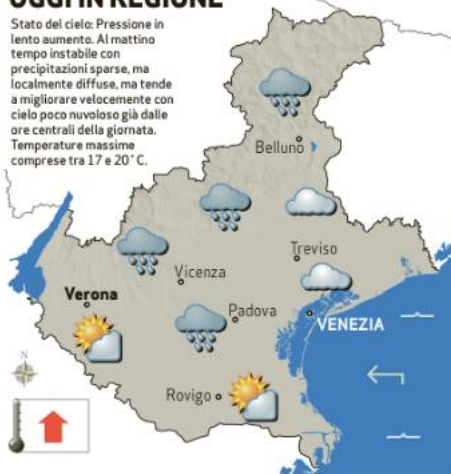 OGGI IN REGIONE
Stato del cielo: Pressione in
lento aumento. Al mattino
tempo instabile con
precipitazioni sparse, ma
localmente diffuse, ma tende
a migliorare velocemente con
cielo poco nuvoloso già dalle
ore centrali della giornata.
Temperature massime
comprese tra 17 e 20°C.
Belluno
Treviso
Vicenza
Verona
Padova
VENEZIA
N
Rovigo